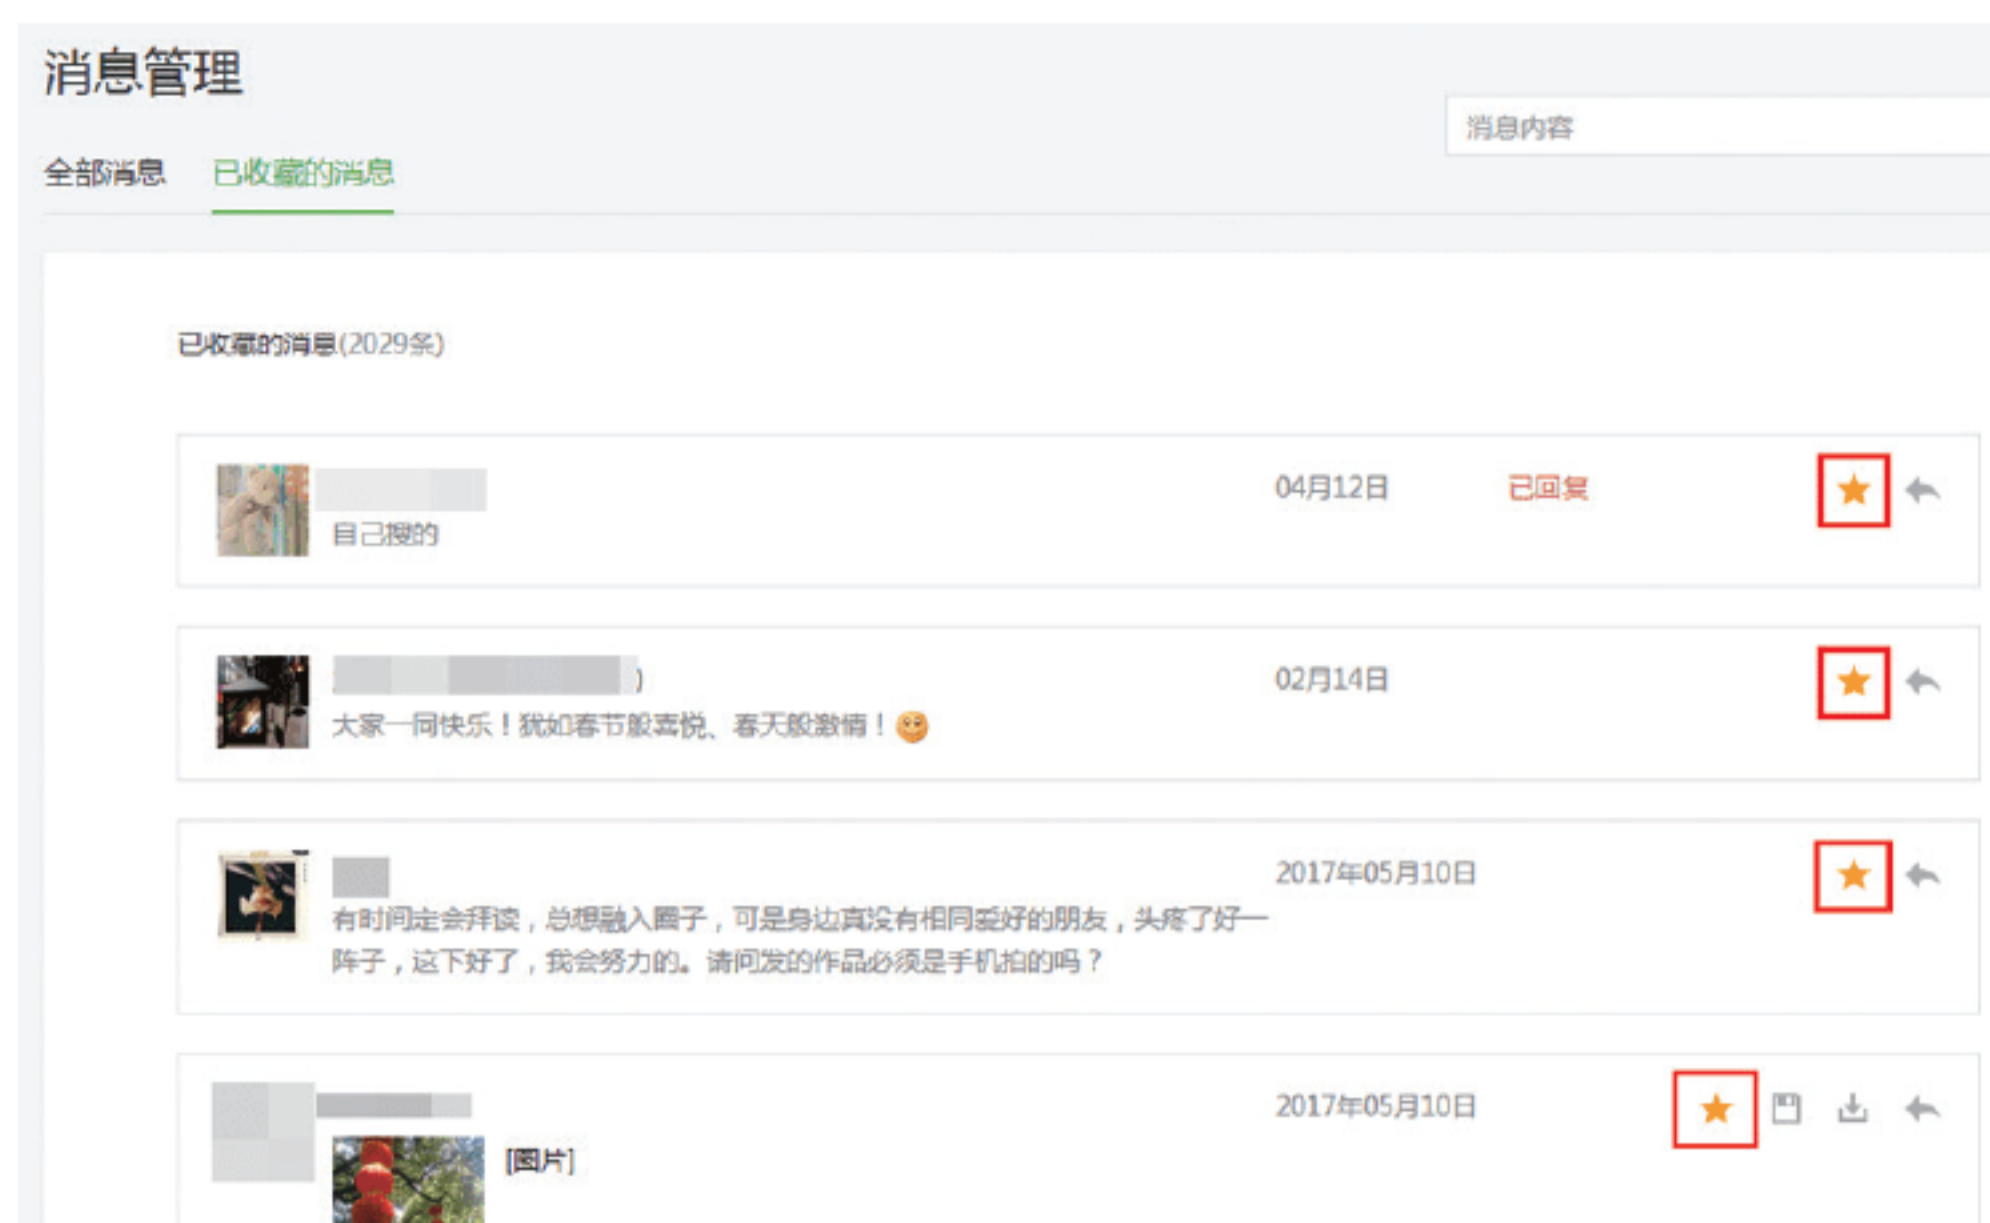 消息管理
消息内容
全部消息 已收藏的消息
已收藏的消息(2029条)
04月12日 已回复
自己搜的
) 02月14日
大家一同快乐！犹如春节般喜悦、春天般激情！
2017年05月10日
有时间定会拜读，总想融入圈子，可是身边真没有相同爱好的朋友，头疼了好一
阵子，这下好了，我会努力的。请问发的作品必须是手机拍的吗？
2017年05月10日
[图片]